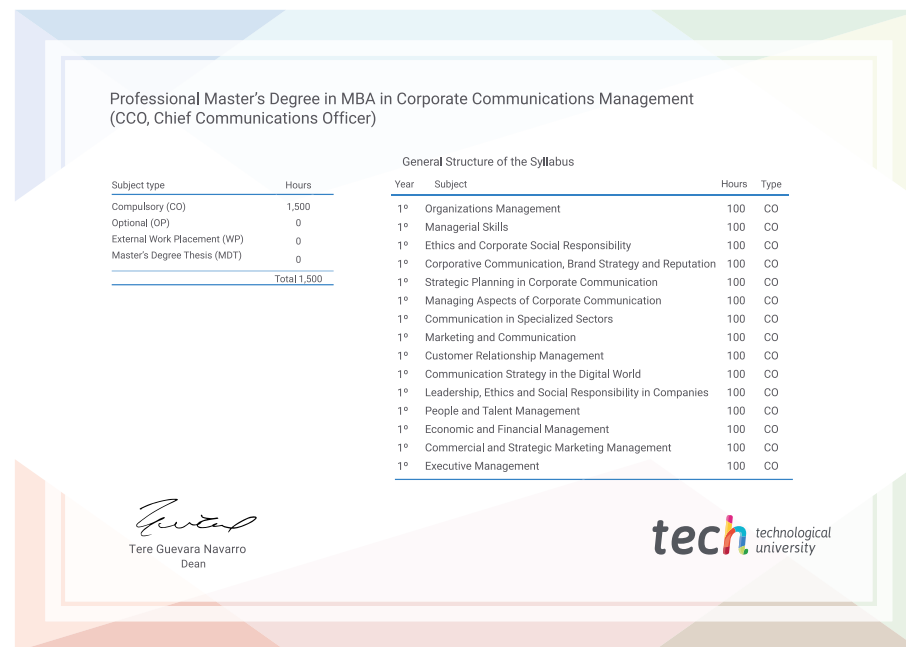 Professional Master's Degree in MBA in Corporate Communications Management
(CCO, Chief Communications Officer)
General Structure of the Syllabus
Subject type Hours
Compulsory (CO) 1,500
Optional (OP) 0
External Work Placement (WP) 0
Master's Degree Thesis (MDT) 0
Total 1,500
Year Subject Hours Type
1º Organizations Management 100 CO
1º Managerial Skills 100 CO
1º Ethics and Corporate Social Responsibility 100 CO
1º Corporative Communication, Brand Strategy and Reputation 100 CO
1º Strategic Planning in Corporate Communication 100 CO
1º Managing Aspects of Corporate Communication 100 CO
1º Communication in Specialized Sectors 100 CO
1º Marketing and Communication 100 CO
1º Customer Relationship Management 100 CO
1º Communication Strategy in the Digital World 100 CO
1º Leadership, Ethics and Social Responsibility in Companies 100 CO
1º People and Talent Management 100 CO
1º Economic and Financial Management 100 CO
1º Commercial and Strategic Marketing Management 100 CO
1º Executive Management 100 CO
Tere Guevara Navarro
Dean
tech technological
university